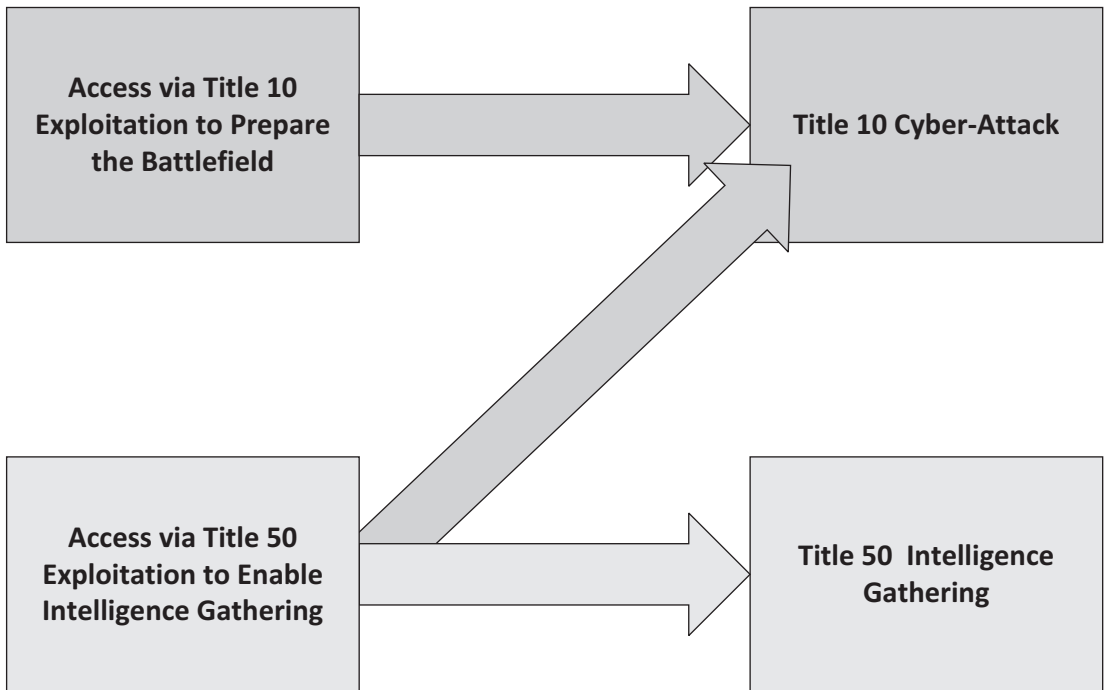 Access via Title 10
Exploitation to Prepare
the Battlefield
Title 10 Cyber-Attack
Access via Title 50
Exploitation to Enable
Intelligence Gathering
Title 50 Intelligence
Gathering